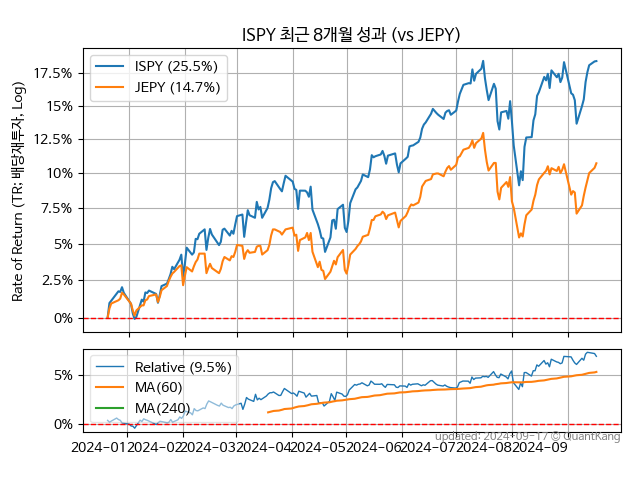 ISPY 최근 8개월 성과 (vs JEPY)
Rate of Return (TR: 배당재투자, Log)
17.5%
15%
12.5%
10%
7.5%
5%
2.5%
0%
ISPY (25.5%)
JEPY (14.7%)
5%
0%
Relative (9.5%)
MA(60)
MA(240)
2024-01 2024-02 2024-03 2024-04 2024-05 2024-06 2024-07 2024-08 2024-09
updated: 2024-09-17 © QuantKang